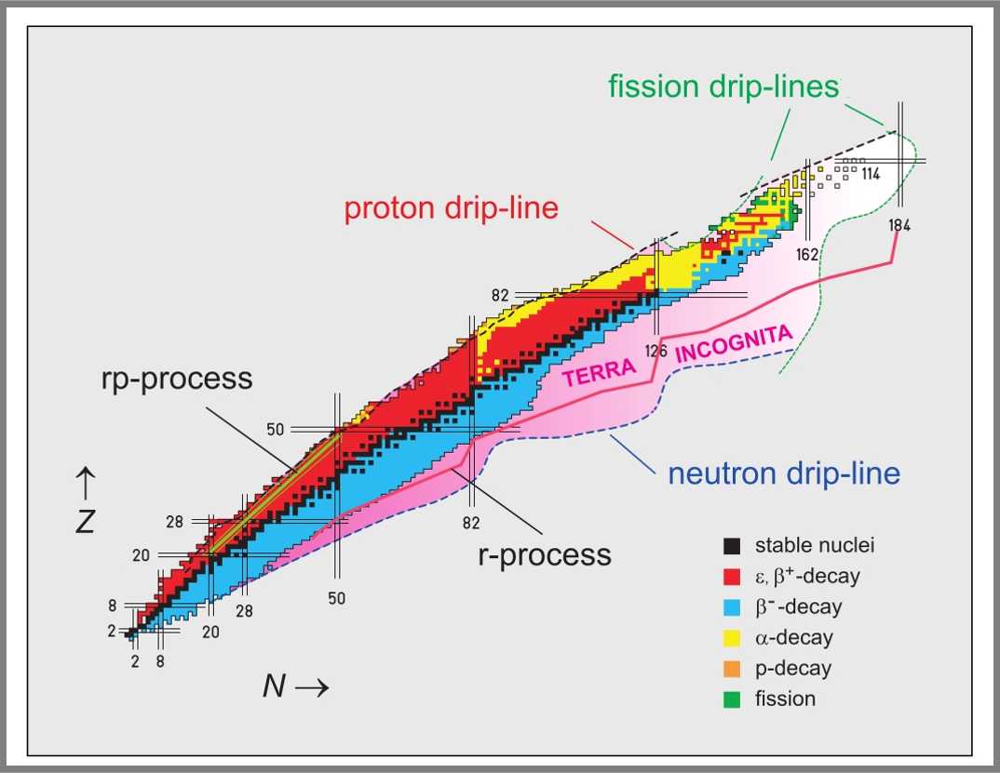 fission drip-lines
114
proton drip-line
184
162
82
126
TERRA INCOGNITA
rp-process
50
neutron drip-line
82
r-process
Z
28
20
50
28
8
20
2
2 8
N →
stable nuclei
ε, β⁺-decay
β⁻-decay
α-decay
p-decay
fission